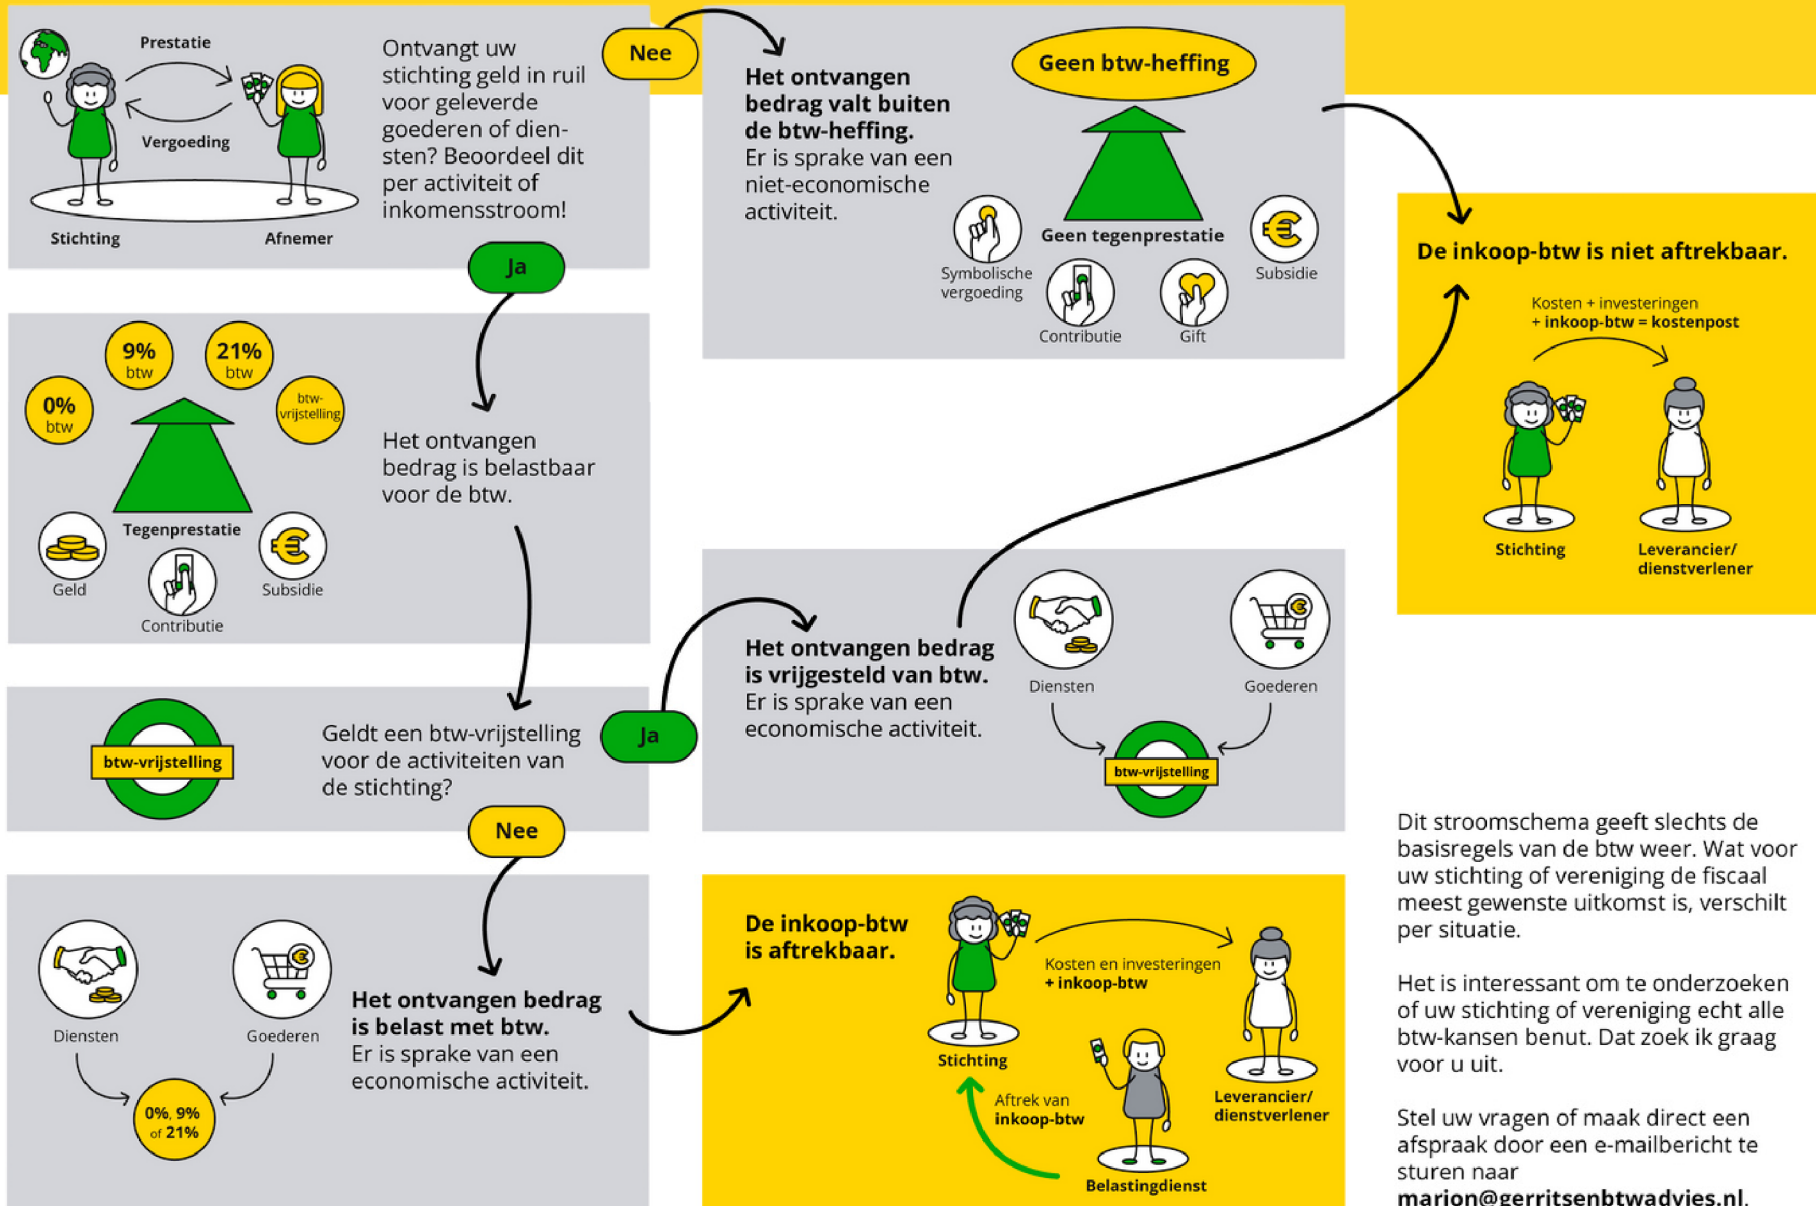 Prestatie
Vergoeding
Stichting
Afnemer
Ontvangt uw
stichting geld in ruil
voor geleverde
goederen of dien-
sten? Beoordeel dit
per activiteit of
inkomensstroom!
Nee
Ja
Het ontvangen
bedrag valt buiten
de btw-heffing.
Er is sprake van een
niet-economische
activiteit.
Geen btw-heffing
Geen tegenprestatie
Symbolische
vergoeding
Contributie
Gift
Subsidie
De inkoop-btw is niet aftrekbaar.
Kosten + investeringen
+ inkoop-btw = kostenpost
Stichting
Leverancier/
dienstverlener
0%
btw
9%
btw
21%
btw
btw-
vrijstelling
Tegenprestatie
Geld
Contributie
Subsidie
Het ontvangen
bedrag is belastbaar
voor de btw.
btw-vrijstelling
Geldt een btw-vrijstelling
voor de activiteiten van
de stichting?
Ja
Nee
Het ontvangen bedrag
is vrijgesteld van btw.
Er is sprake van een
economische activiteit.
Diensten
Goederen
btw-vrijstelling
Diensten
Goederen
0%, 9%
of 21%
Het ontvangen bedrag
is belast met btw.
Er is sprake van een
economische activiteit.
De inkoop-btw
is aftrekbaar.
Kosten en investeringen
+ inkoop-btw
Stichting
Aftrek van
inkoop-btw
Leverancier/
dienstverlener
Belastingdienst
Dit stroomschema geeft slechts de
basisregels van de btw weer. Wat voor
uw stichting of vereniging de fiscaal
meest gewenste uitkomst is, verschilt
per situatie.
Het is interessant om te onderzoeken
of uw stichting of vereniging echt alle
btw-kansen benut. Dat zoek ik graag
voor u uit.
Stel uw vragen of maak direct een
afspraak door een e-mailbericht te
sturen naar
marion@gerritsenbtwadvies.nl.